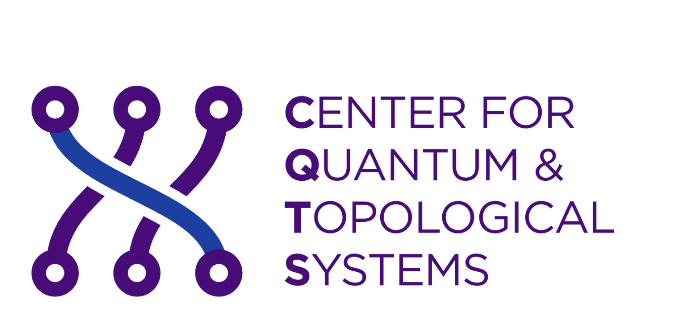 CENTER FOR
QUANTUM &
TOPOLOGICAL
SYSTEMS